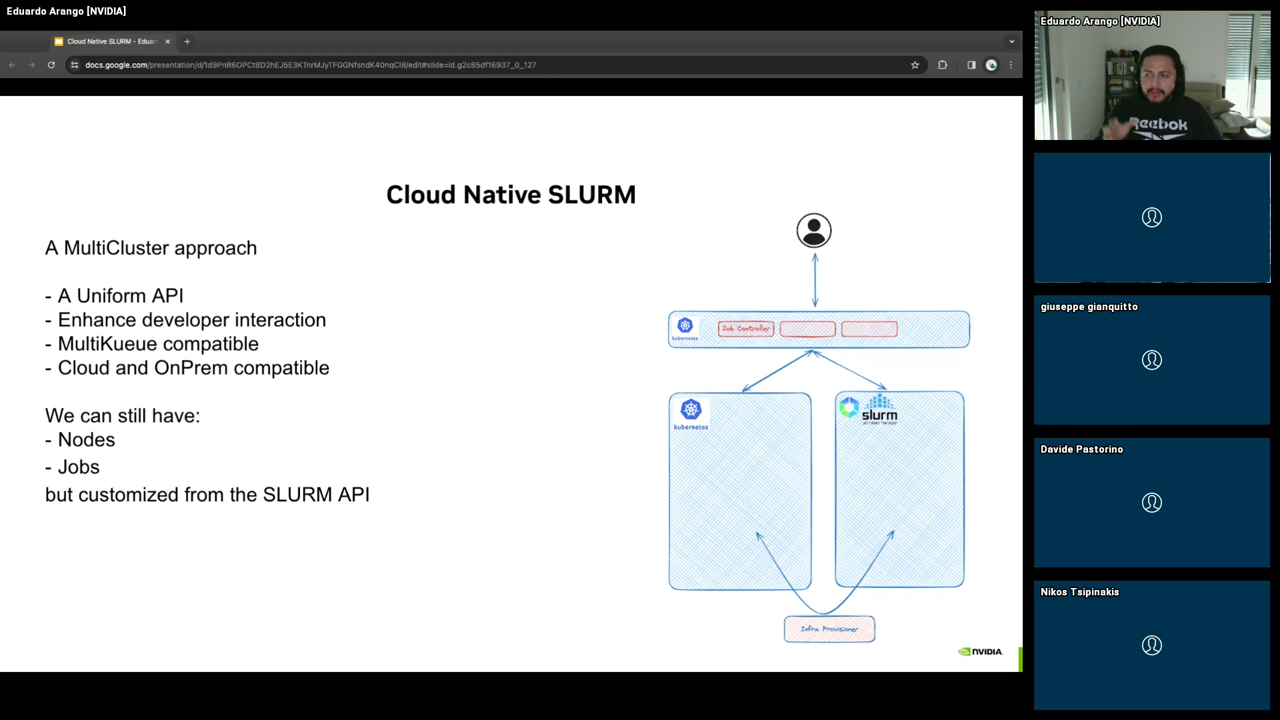 Eduardo Arango [NVIDIA]
Cloud Native SLURM - Eduar
Cloud Native SLURM
A MultiCluster approach
- A Uniform API
- Enhance developer interaction
- MultiKueue compatible
- Cloud and OnPrem compatible
We can still have:
- Nodes
- Jobs
but customized from the SLURM API
kubernetes
Job Controller
kubernetes
slurm
Infra Provisioner
NVIDIA.
Eduardo Arango [NVIDIA]
Reebok
giuseppe gianquitto
Davide Pastorino
Nikos Tsipinakis